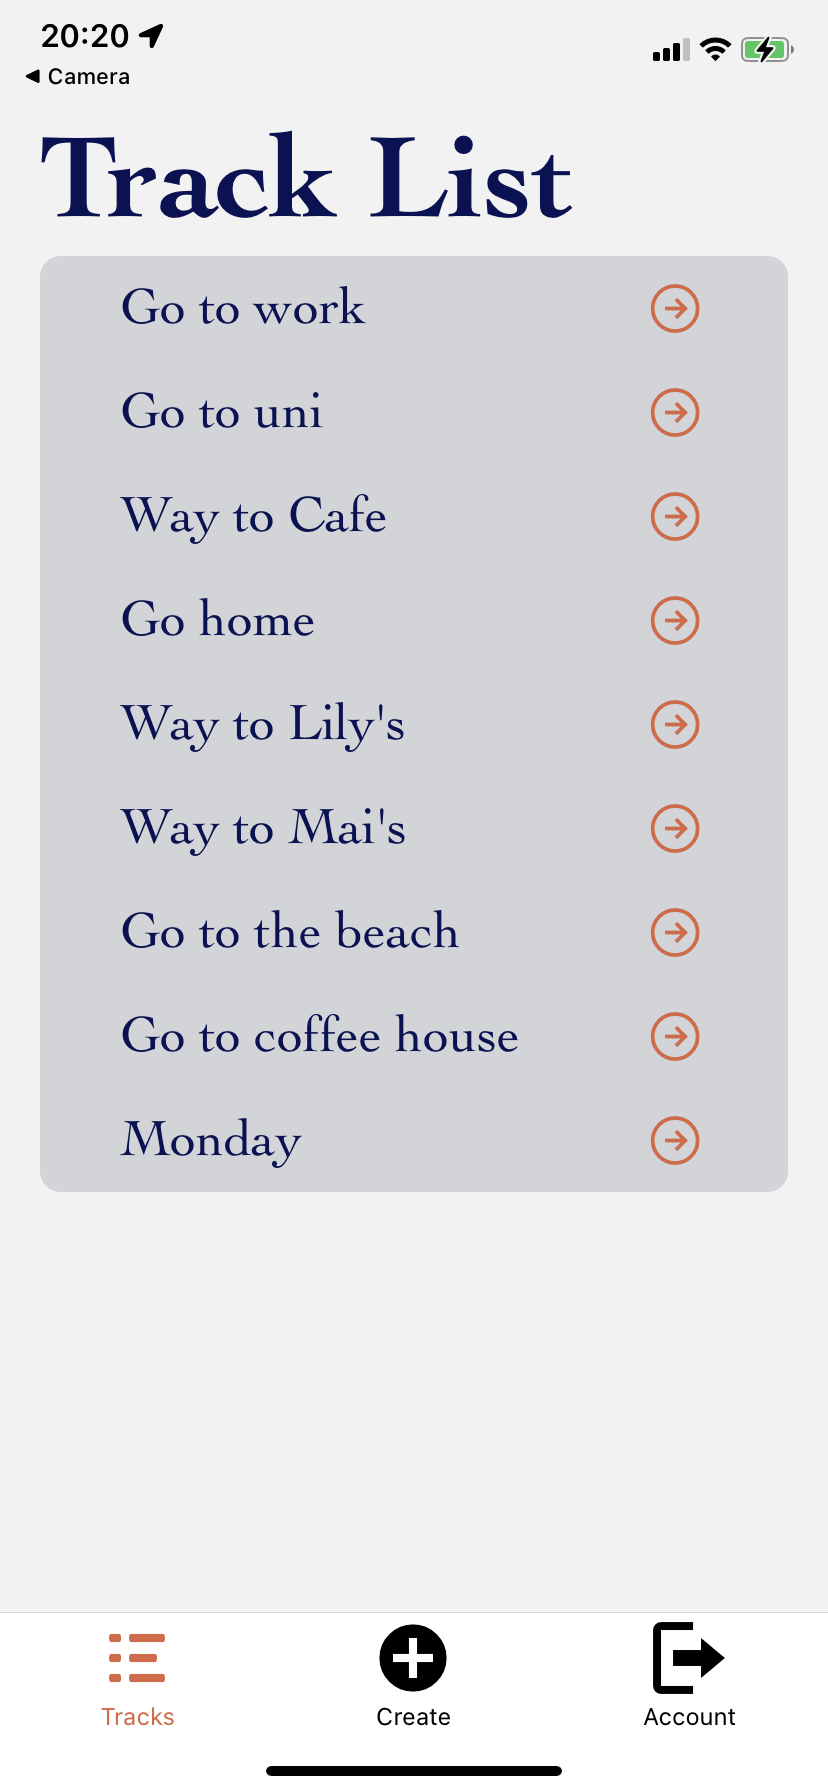 20:20
Camera
Track List
Go to work
Go to uni
Way to Cafe
Go home
Way to Lily's
Way to Mai's
Go to the beach
Go to coffee house
Monday
Tracks
Create
Account